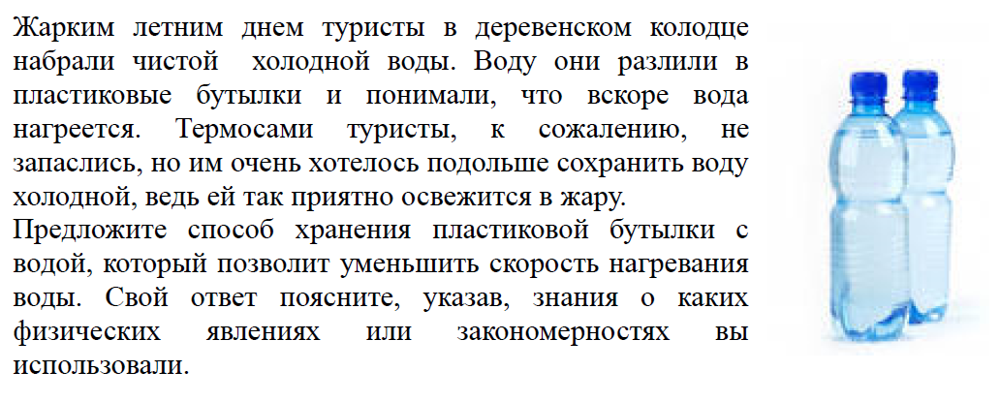 Жарким летним днем туристы в деревенском колодце
набрали чистой холодной воды. Воду они разлили в
пластиковые бутылки и понимали, что вскоре вода
нагреется. Термосами туристы, к сожалению, не
запаслись, но им очень хотелось подольше сохранить воду
холодной, ведь ей так приятно освежится в жару.
Предложите способ хранения пластиковой бутылки с
водой, который позволит уменьшить скорость нагревания
воды. Свой ответ поясните, указав, знания о каких
физических явлениях или закономерностях вы
использовали.